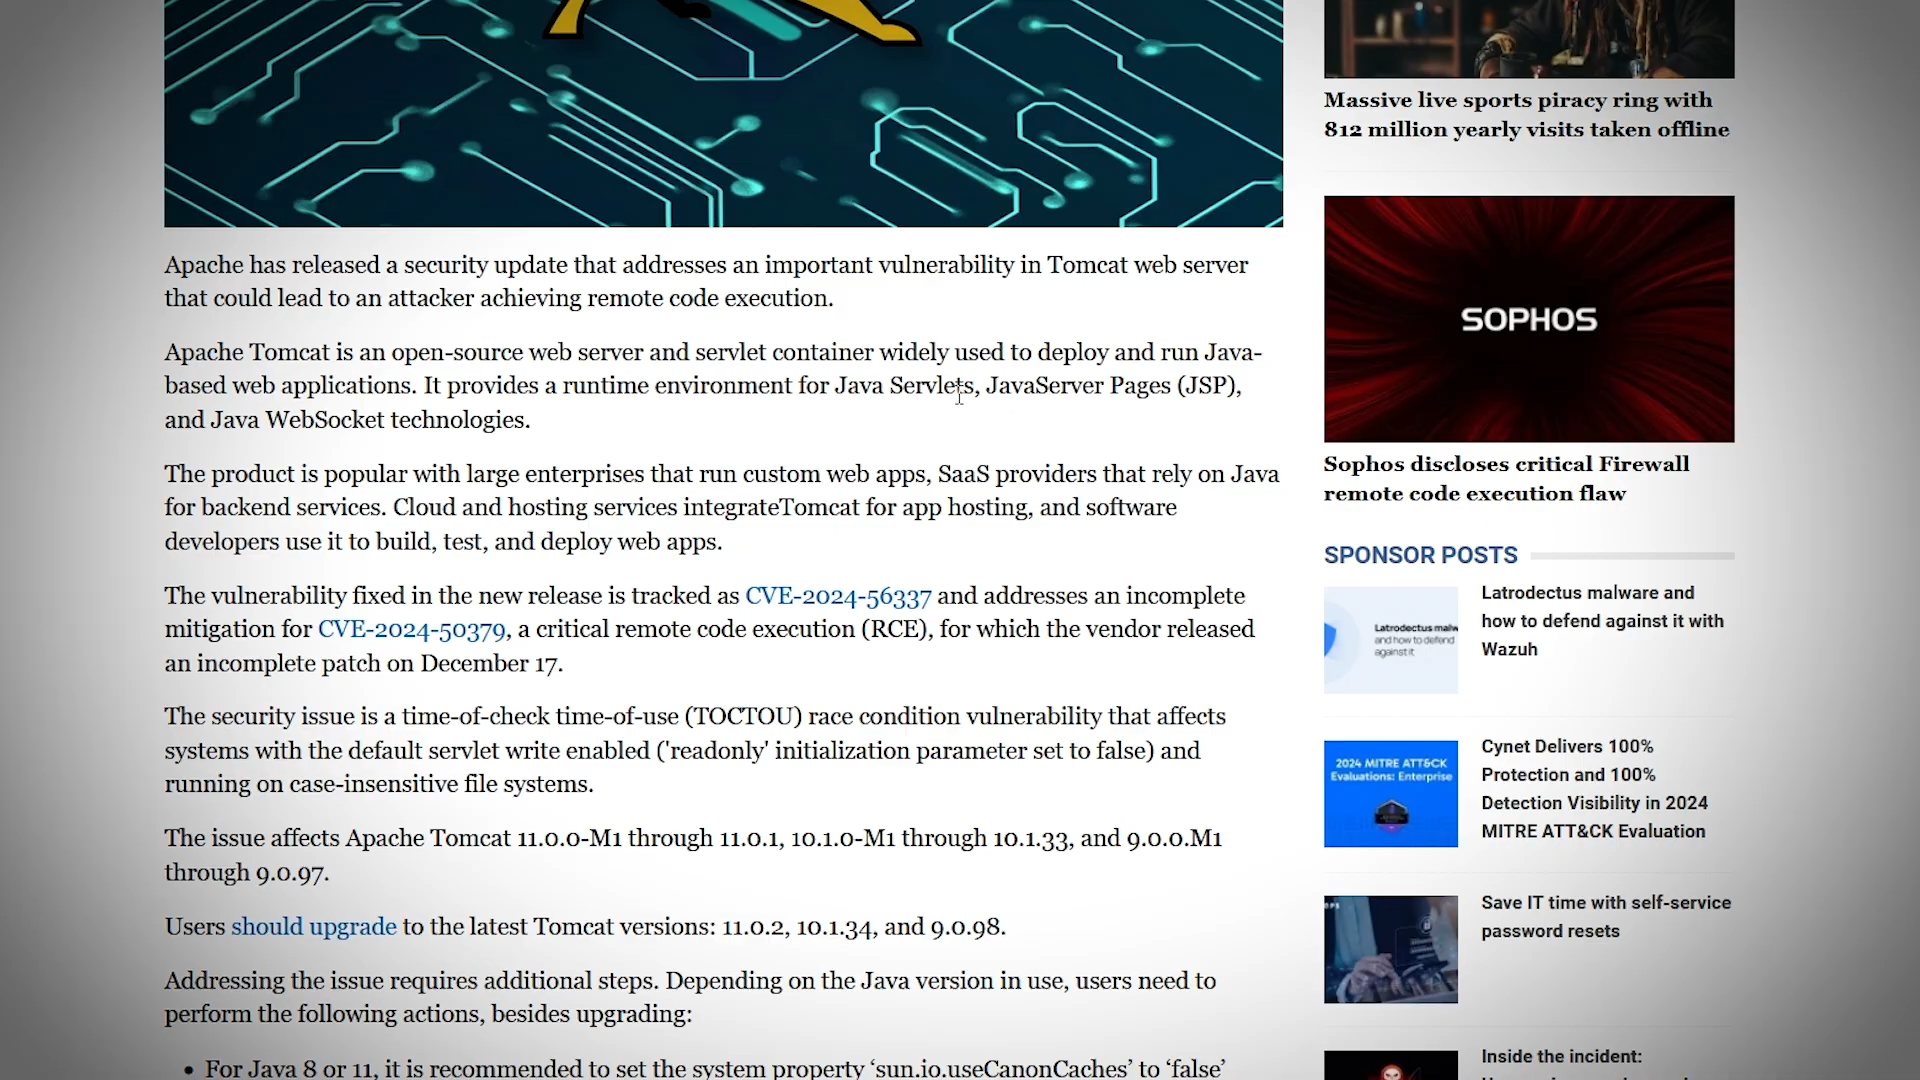 Apache has released a security update that addresses an important vulnerability in Tomcat web server
that could lead to an attacker achieving remote code execution.
Apache Tomcat is an open-source web server and servlet container widely used to deploy and run Java-
based web applications. It provides a runtime environment for Java Servlets, JavaServer Pages (JSP),
and Java WebSocket technologies.
The product is popular with large enterprises that run custom web apps, SaaS providers that rely on Java
for backend services. Cloud and hosting services integrateTomcat for app hosting, and software
developers use it to build, test, and deploy web apps.
The vulnerability fixed in the new release is tracked as CVE-2024-56337 and addresses an incomplete
mitigation for CVE-2024-50379, a critical remote code execution (RCE), for which the vendor released
an incomplete patch on December 17.
The security issue is a time-of-check time-of-use (TOCTOU) race condition vulnerability that affects
systems with the default servlet write enabled ('readonly' initialization parameter set to false) and
running on case-insensitive file systems.
The issue affects Apache Tomcat 11.0.0-M1 through 11.0.1, 10.1.0-M1 through 10.1.33, and 9.0.0.M1
through 9.0.97.
Users should upgrade to the latest Tomcat versions: 11.0.2, 10.1.34, and 9.0.98.
Addressing the issue requires additional steps. Depending on the Java version in use, users need to
perform the following actions, besides upgrading:
• For Java 8 or 11, it is recommended to set the system property ‘sun.io.useCanonCaches’ to ‘false’
Massive live sports piracy ring with
812 million yearly visits taken offline
SOPHOS
Sophos discloses critical Firewall
remote code execution flaw
SPONSOR POSTS
Latrodectus malw
and how to defend
against it
Latrodectus malware and
how to defend against it with
Wazuh
2024 MITRE ATT&CK
Evaluations: Enterprise
Cynet Delivers 100%
Protection and 100%
Detection Visibility in 2024
MITRE ATT&CK Evaluation
Save IT time with self-service
password resets
Inside the incident: